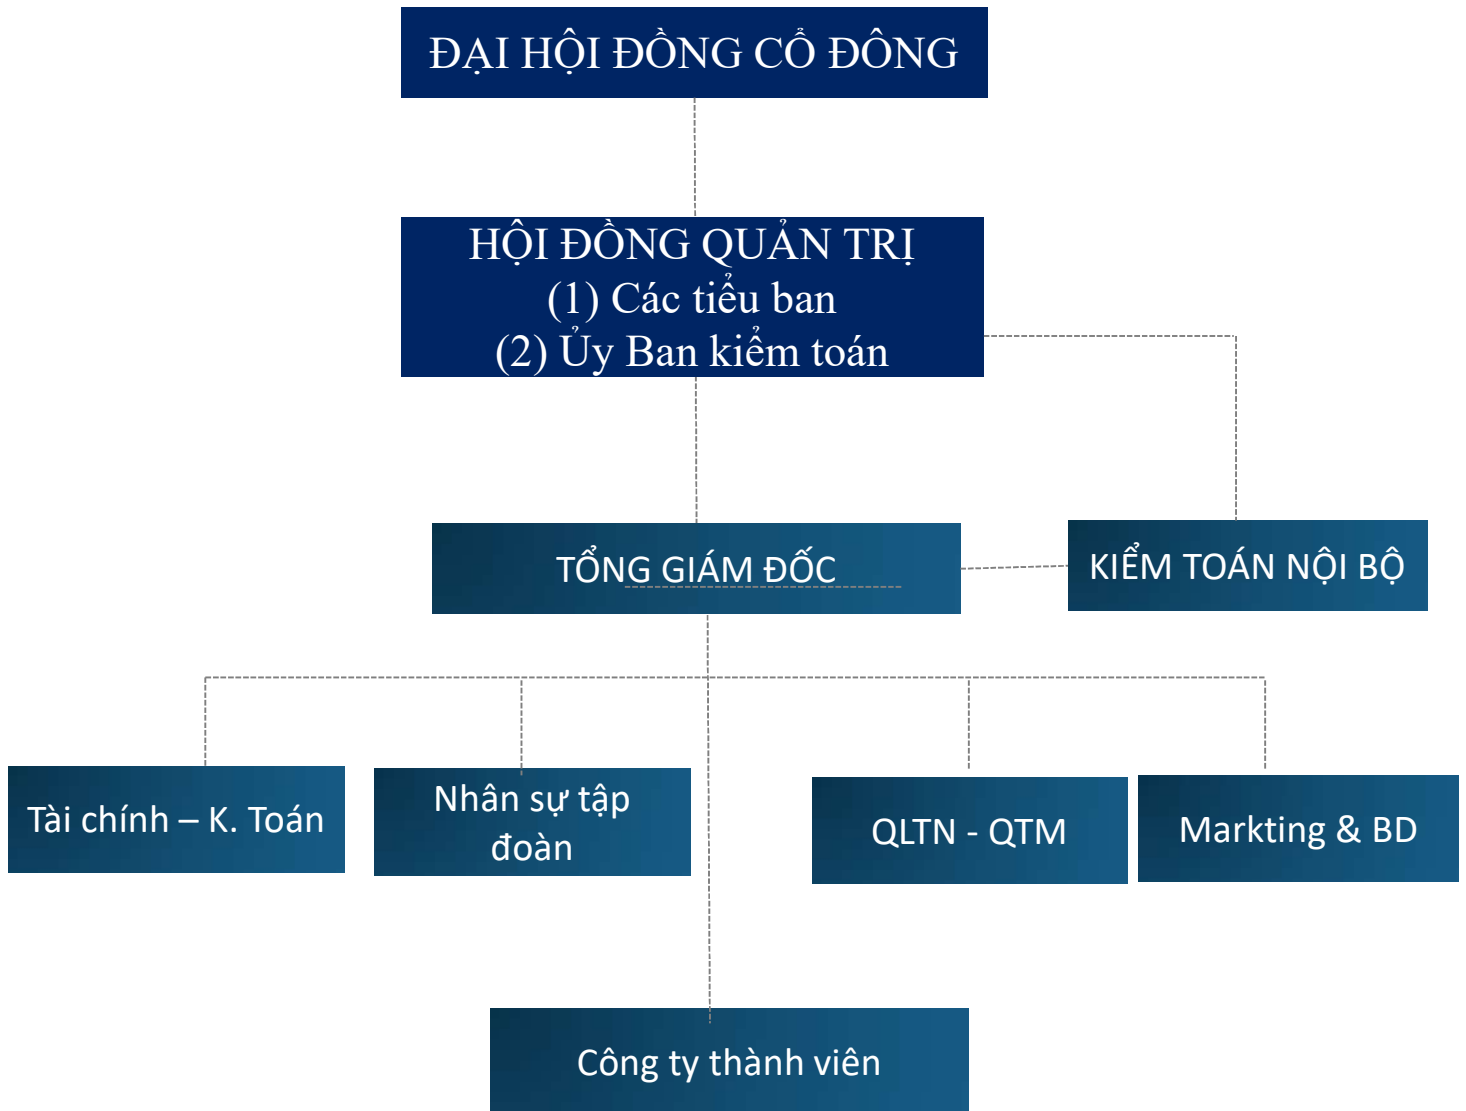 ĐẠI HỘI ĐỒNG CỔ ĐÔNG
HỘI ĐỒNG QUẢN TRỊ
(1) Các tiểu ban
(2) Ủy Ban kiểm toán
TỔNG GIÁM ĐỐC
KIỂM TOÁN NỘI BỘ
Tài chính – K. Toán
Nhân sự tập
đoàn
QLTN - QTM
Markting & BD
Công ty thành viên